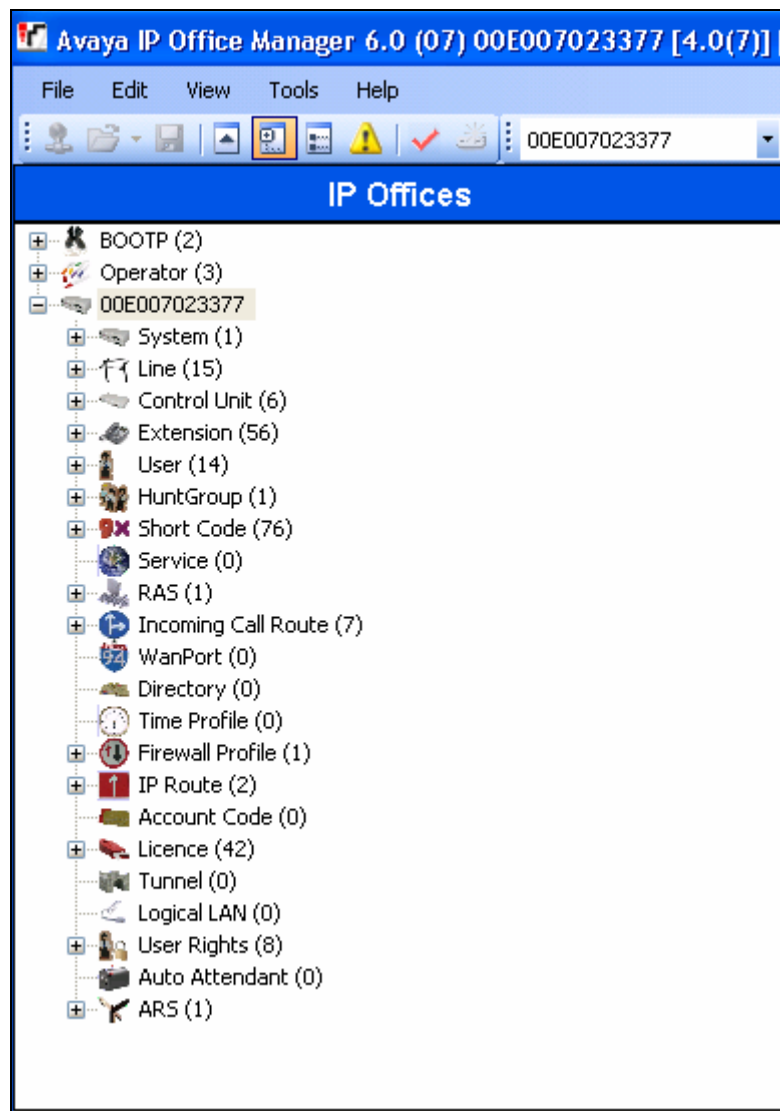 Avaya IP Office Manager 6.0 (07) 00E007023377 [4.0(7)]
File Edit View Tools Help
00E007023377
IP Offices
BOOTP (2)
Operator (3)
00E007023377
System (1)
Line (15)
Control Unit (6)
Extension (56)
User (14)
HuntGroup (1)
Short Code (76)
Service (0)
RAS (1)
Incoming Call Route (7)
WanPort (0)
Directory (0)
Time Profile (0)
Firewall Profile (1)
IP Route (2)
Account Code (0)
Licence (42)
Tunnel (0)
Logical LAN (0)
User Rights (8)
Auto Attendant (0)
ARS (1)